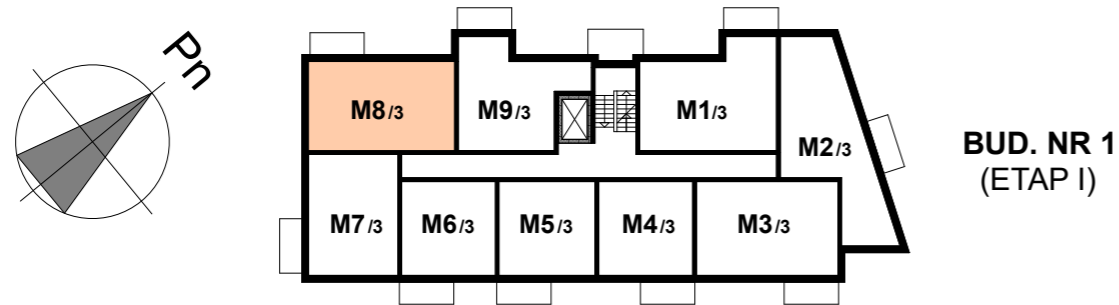 Pn
M8/3
M9/3
M1/3
M2/3
BUD. NR 1
(ETAP I)
M7/3
M6/3
M5/3
M4/3
M3/3